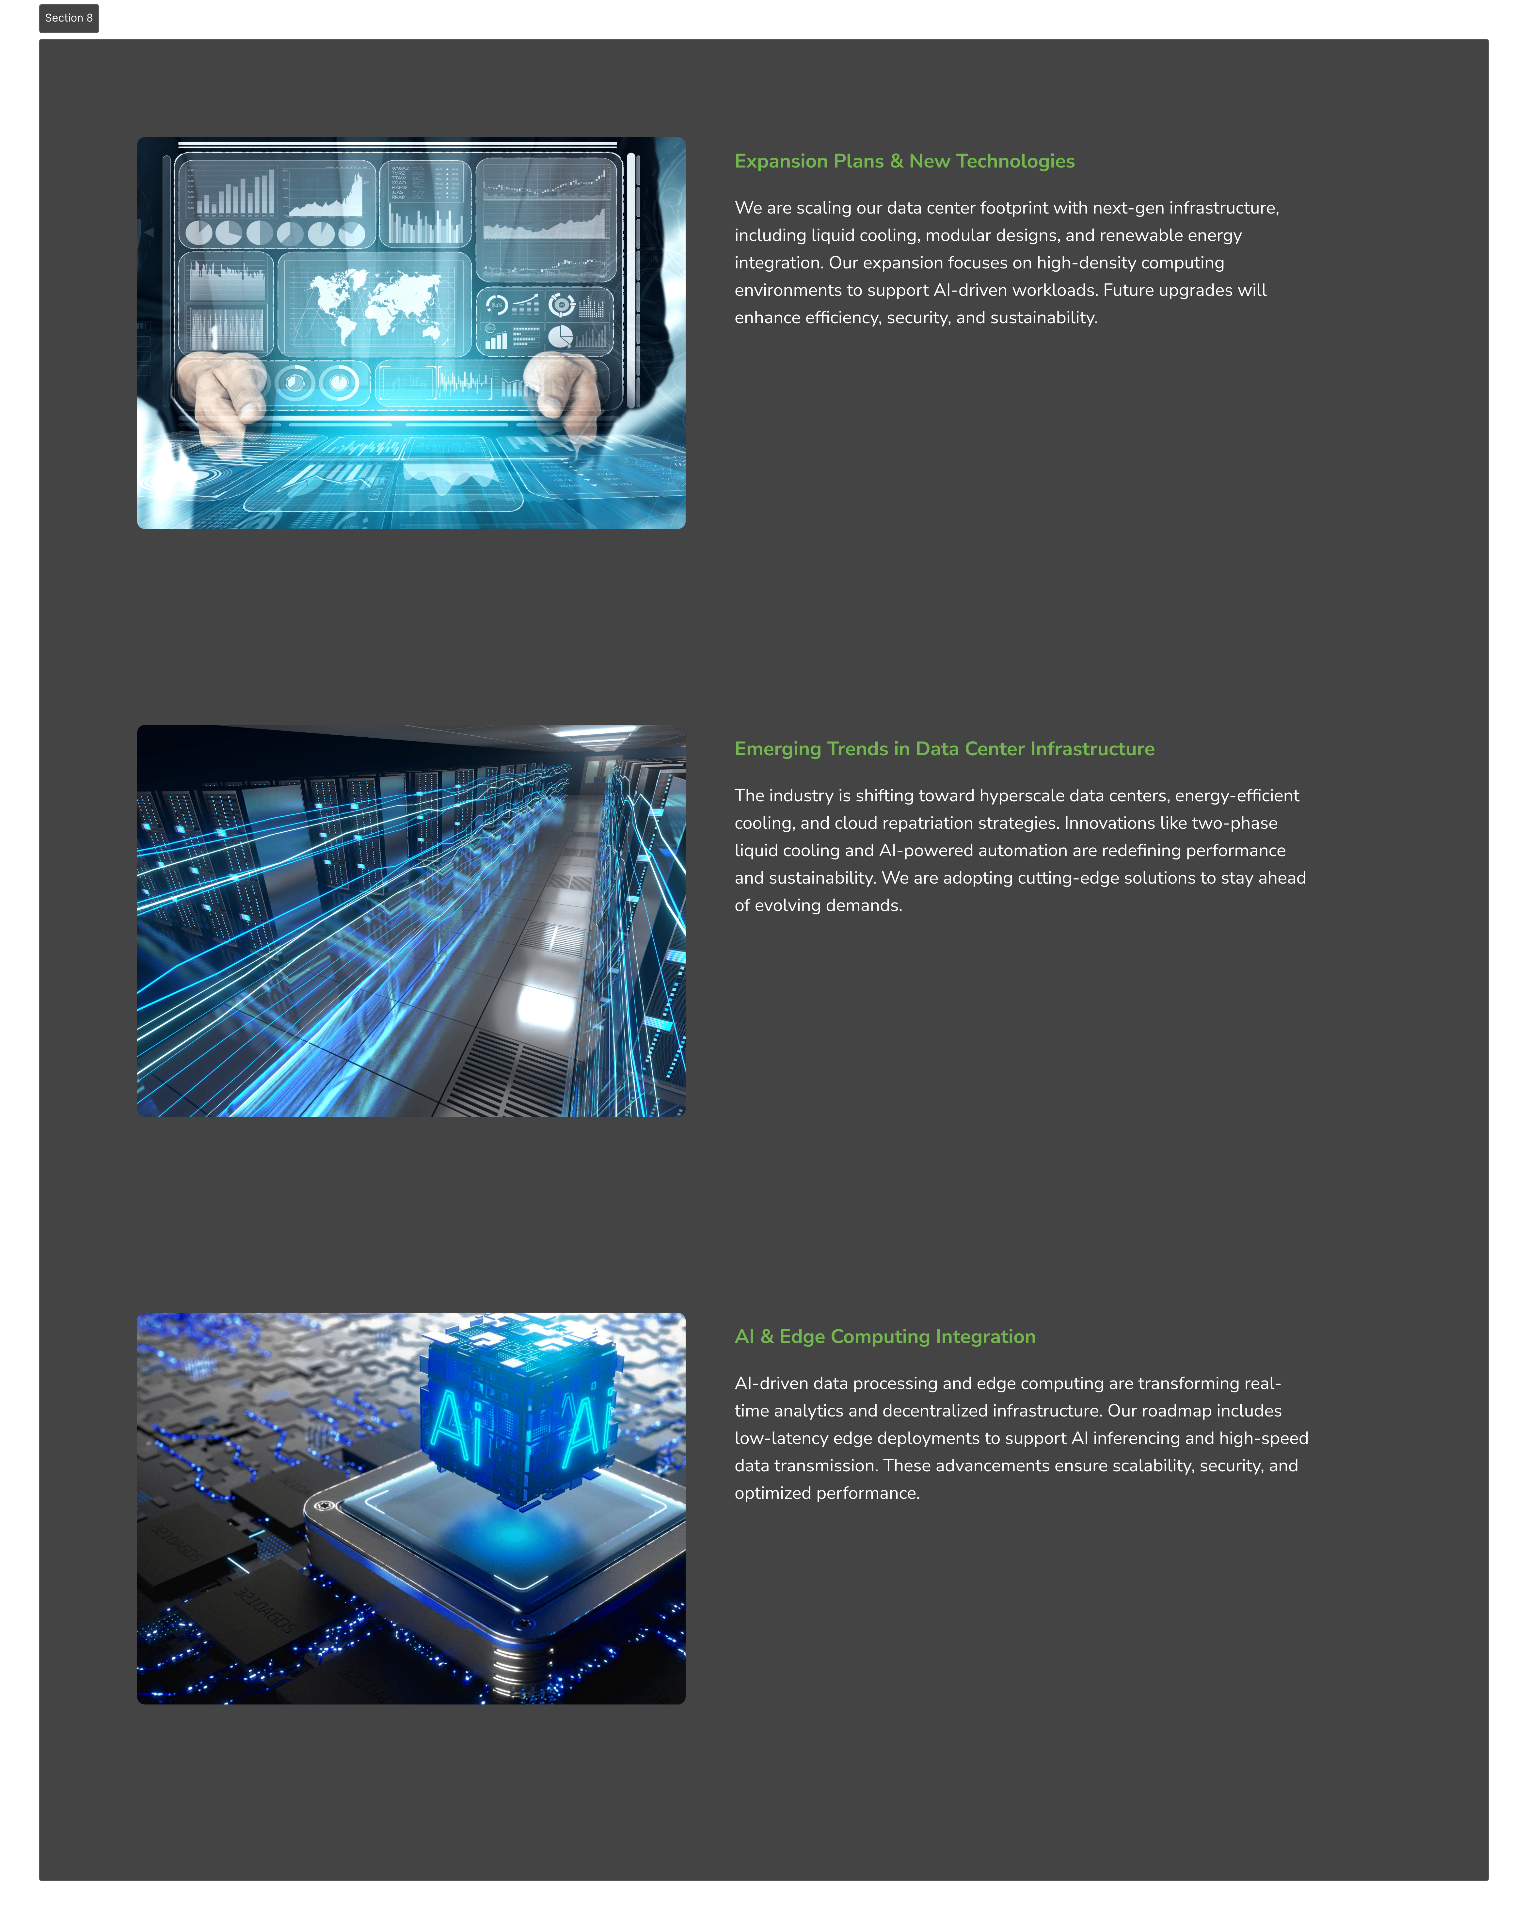 Section 8
Expansion Plans & New Technologies
We are scaling our data center footprint with next-gen infrastructure,
including liquid cooling, modular designs, and renewable energy
integration. Our expansion focuses on high-density computing
environments to support AI-driven workloads. Future upgrades will
enhance efficiency, security, and sustainability.
Emerging Trends in Data Center Infrastructure
The industry is shifting toward hyperscale data centers, energy-efficient
cooling, and cloud repatriation strategies. Innovations like two-phase
liquid cooling and AI-powered automation are redefining performance
and sustainability. We are adopting cutting-edge solutions to stay ahead
of evolving demands.
Ai Ai
AI & Edge Computing Integration
AI-driven data processing and edge computing are transforming real-
time analytics and decentralized infrastructure. Our roadmap includes
low-latency edge deployments to support AI inferencing and high-speed
data transmission. These advancements ensure scalability, security, and
optimized performance.